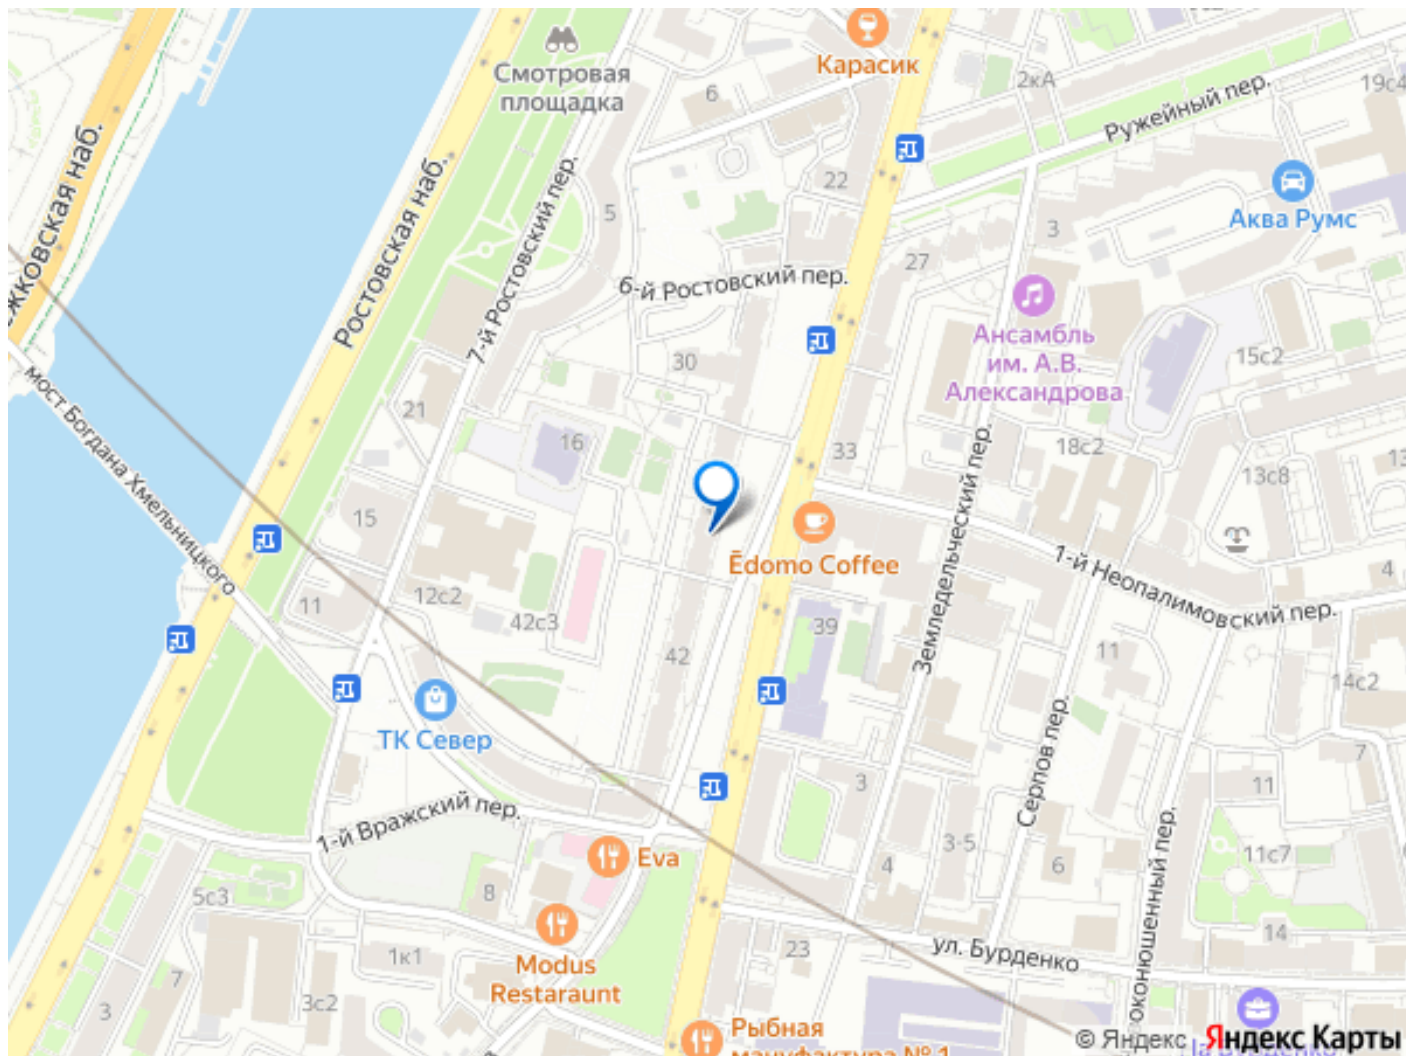 Карасик
Смотровая
площадка
6
2кА
19с4
Ружейный пер.
Ростовская наб.
7-й Ростовский пер.
22
Аква Румс
5
3
27
6-й Ростовский пер.
Ансамбль
им. А.В.
Александрова
15с2
30
мост Богдана Хмельницкого
21
16
33
18с2
13с8
13
15
Земледельческий пер.
Ēdomo Coffee
1-й Неопалимовский пер.
4
11
12с2
42с3
39
42
11
14с2
ТК Север
Серпов пер.
7
3
11
1-й Вражский пер.
3-5
11с7
Eva
4
6
5с3
8
14
1к1
23
ул. Бурденко
Modus
Restaraunt
7
3с2
3
Рыбная
мануфактура № 1
© Яндекс Яндекс Карты